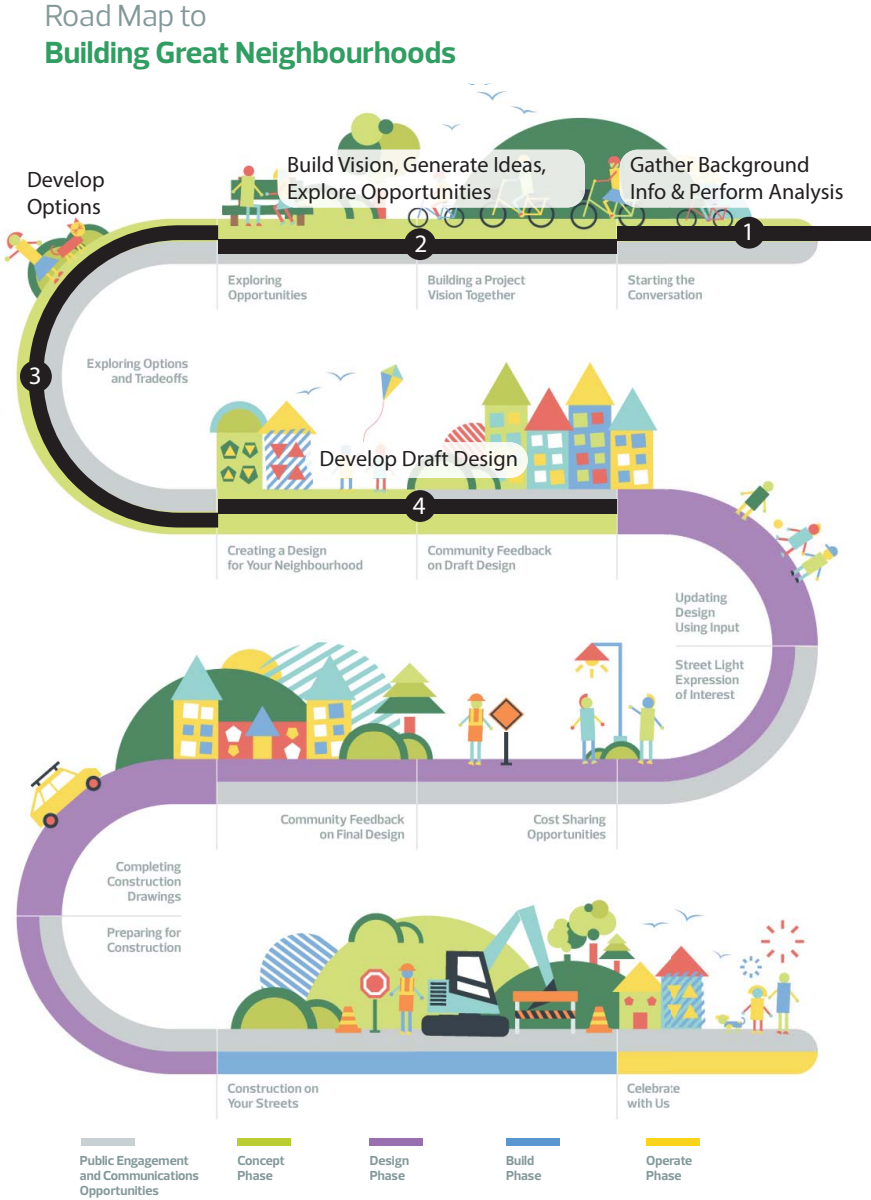 Road Map to
Building Great Neighbourhoods
Build Vision, Generate Ideas,
Explore Opportunities
Gather Background
Info & Perform Analysis
Develop
Options
1
2
Exploring
Opportunities
Building a Project
Vision Together
Starting the
Conversation
3
Exploring Options
and Tradeoffs
Develop Draft Design
4
Creating a Design
for Your Neighbourhood
Community Feedback
on Draft Design
Updating
Design
Using Input
Street Light
Expression
of Interest
Community Feedback
on Final Design
Cost Sharing
Opportunities
Completing
Construction
Drawings
Preparing for
Construction
Construction on
Your Streets
Celebrate
with Us
Public Engagement
and Communications
Opportunities
Concept
Phase
Design
Phase
Build
Phase
Operate
Phase